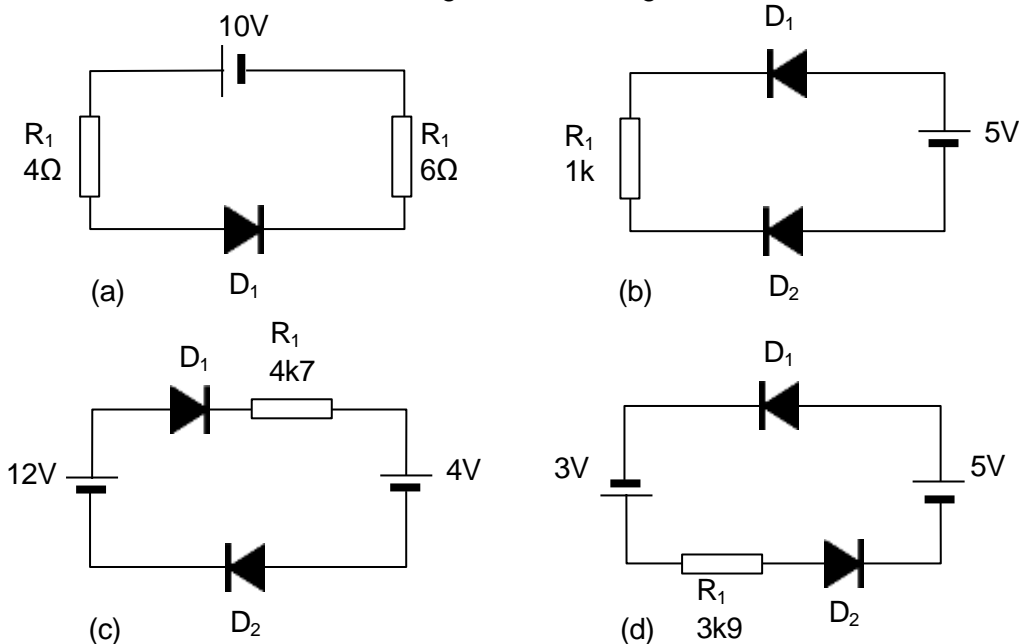 10V
R₁
4Ω
R₁
6Ω
D₁
(a)
D₁
R₁
1k
5V
D₂
(b)
R₁
4k7
D₁
12V
4V
D₂
(c)
D₁
3V
5V
R₁
3k9
D₂
(d)